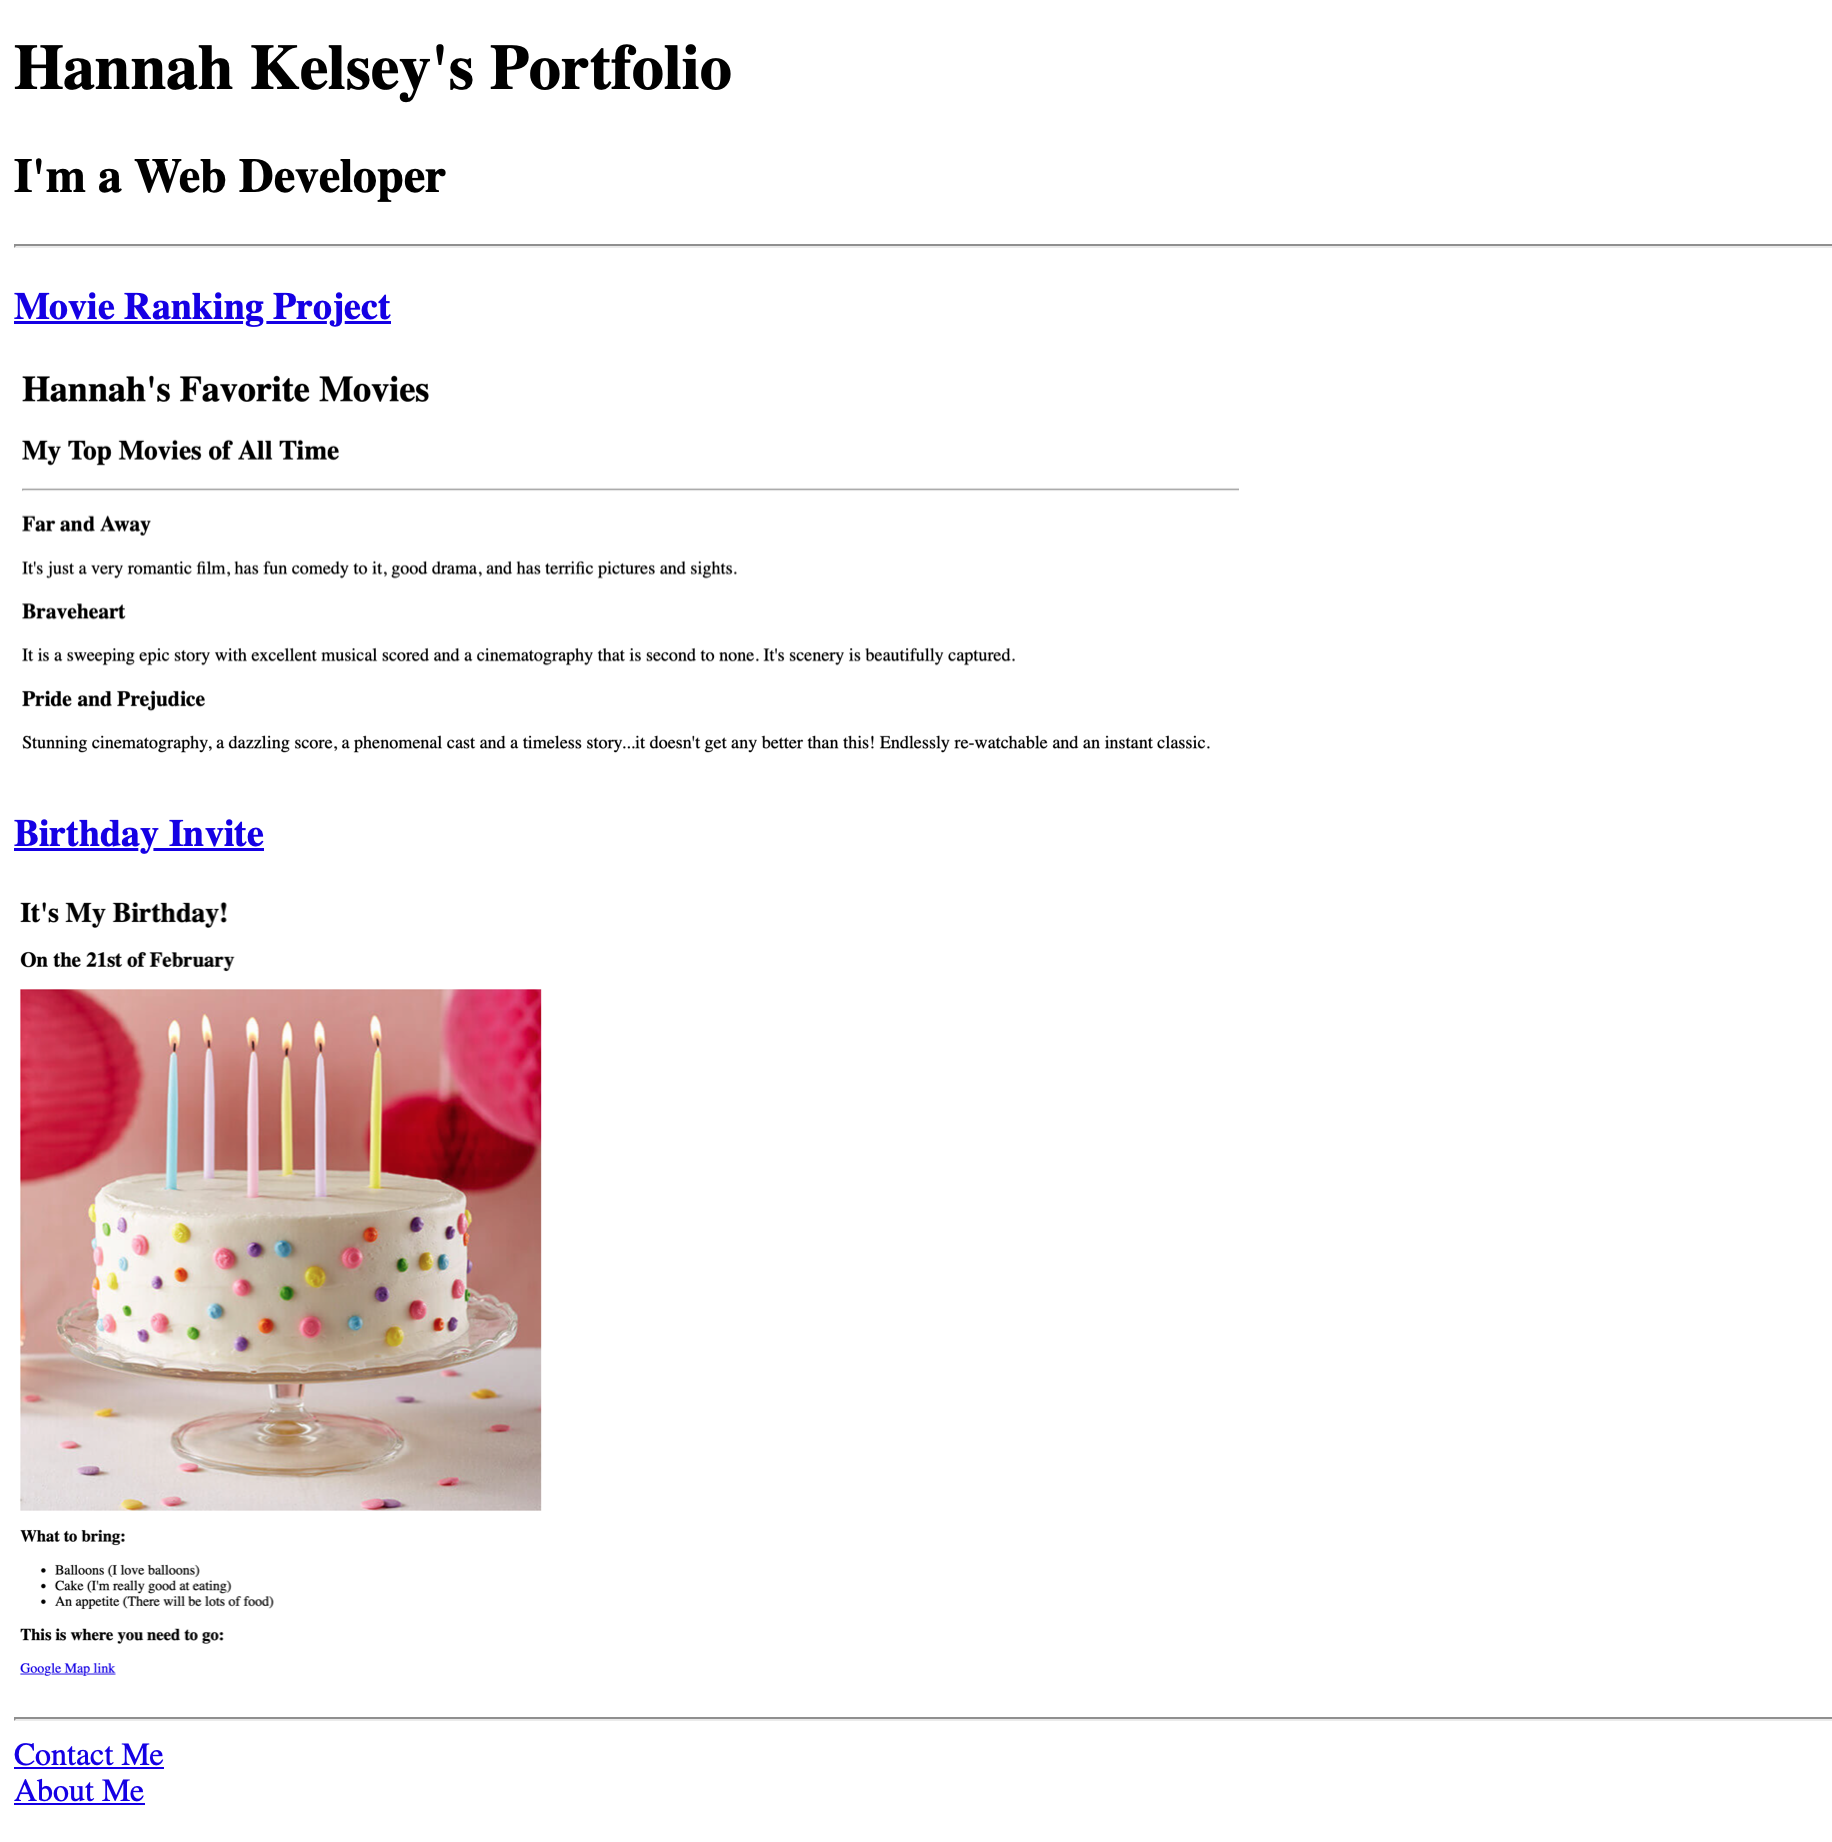 Hannah Kelsey's Portfolio
I'm a Web Developer
Movie Ranking Project
Hannah's Favorite Movies
My Top Movies of All Time
Far and Away
It's just a very romantic film, has fun comedy to it, good drama, and has terrific pictures and sights.
Braveheart
It is a sweeping epic story with excellent musical scored and a cinematography that is second to none. It's scenery is beautifully captured.
Pride and Prejudice
Stunning cinematography, a dazzling score, a phenomenal cast and a timeless story...it doesn't get any better than this! Endlessly re-watchable and an instant classic.
Birthday Invite
It's My Birthday!
On the 21st of February
What to bring:
• Balloons (I love balloons)
• Cake (I'm really good at eating)
• An appetite (There will be lots of food)
This is where you need to go:
Google Map link
Contact Me
About Me